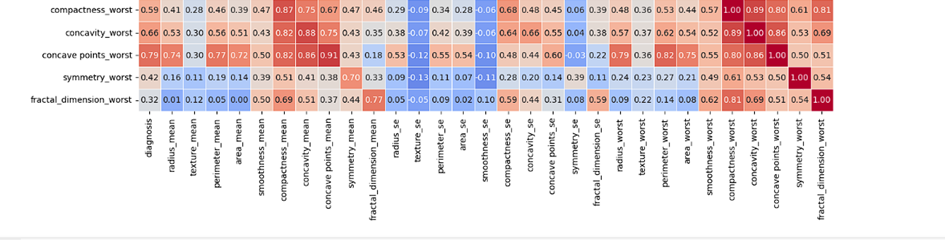 compactness_worst 0.59 0.41 0.28 0.46 0.39 0.47 0.87 0.75 0.67 0.47 0.46 0.29 -0.09 0.34 0.28 -0.06 0.68 0.48 0.45 0.06 0.39 0.48 0.36 0.53 0.44 0.57 1.00 0.89 0.80 0.61 0.81
concavity_worst 0.66 0.53 0.30 0.56 0.51 0.43 0.82 0.88 0.75 0.43 0.35 0.38 -0.07 0.42 0.39 -0.06 0.64 0.66 0.55 0.04 0.38 0.57 0.37 0.62 0.54 0.52 0.89 1.00 0.86 0.53 0.69
concave points_worst 0.79 0.74 0.30 0.77 0.72 0.50 0.82 0.86 0.91 0.43 0.18 0.53 -0.12 0.55 0.54 -0.10 0.48 0.44 0.60 -0.03 0.22 0.79 0.36 0.82 0.75 0.55 0.80 0.86 1.00 0.50 0.51
symmetry_worst 0.42 0.16 0.11 0.19 0.14 0.39 0.51 0.41 0.38 0.70 0.33 0.09 -0.13 0.11 0.07 -0.11 0.28 0.20 0.14 0.39 0.11 0.24 0.23 0.27 0.21 0.49 0.61 0.53 0.50 1.00 0.54
fractal_dimension_worst 0.32 0.01 0.12 0.05 0.00 0.50 0.69 0.51 0.37 0.44 0.77 0.05 -0.05 0.09 0.02 0.10 0.59 0.44 0.31 0.08 0.59 0.09 0.22 0.14 0.08 0.62 0.81 0.69 0.51 0.54 1.00
diagnosis
radius_mean
texture_mean
perimeter_mean
area_mean
smoothness_mean
compactness_mean
concavity_mean
concave points_mean
symmetry_mean
fractal_dimension_mean
radius_se
texture_se
perimeter_se
area_se
smoothness_se
compactness_se
concavity_se
concave points_se
symmetry_se
fractal_dimension_se
radius_worst
texture_worst
perimeter_worst
area_worst
smoothness_worst
compactness_worst
concavity_worst
concave points_worst
symmetry_worst
fractal_dimension_worst